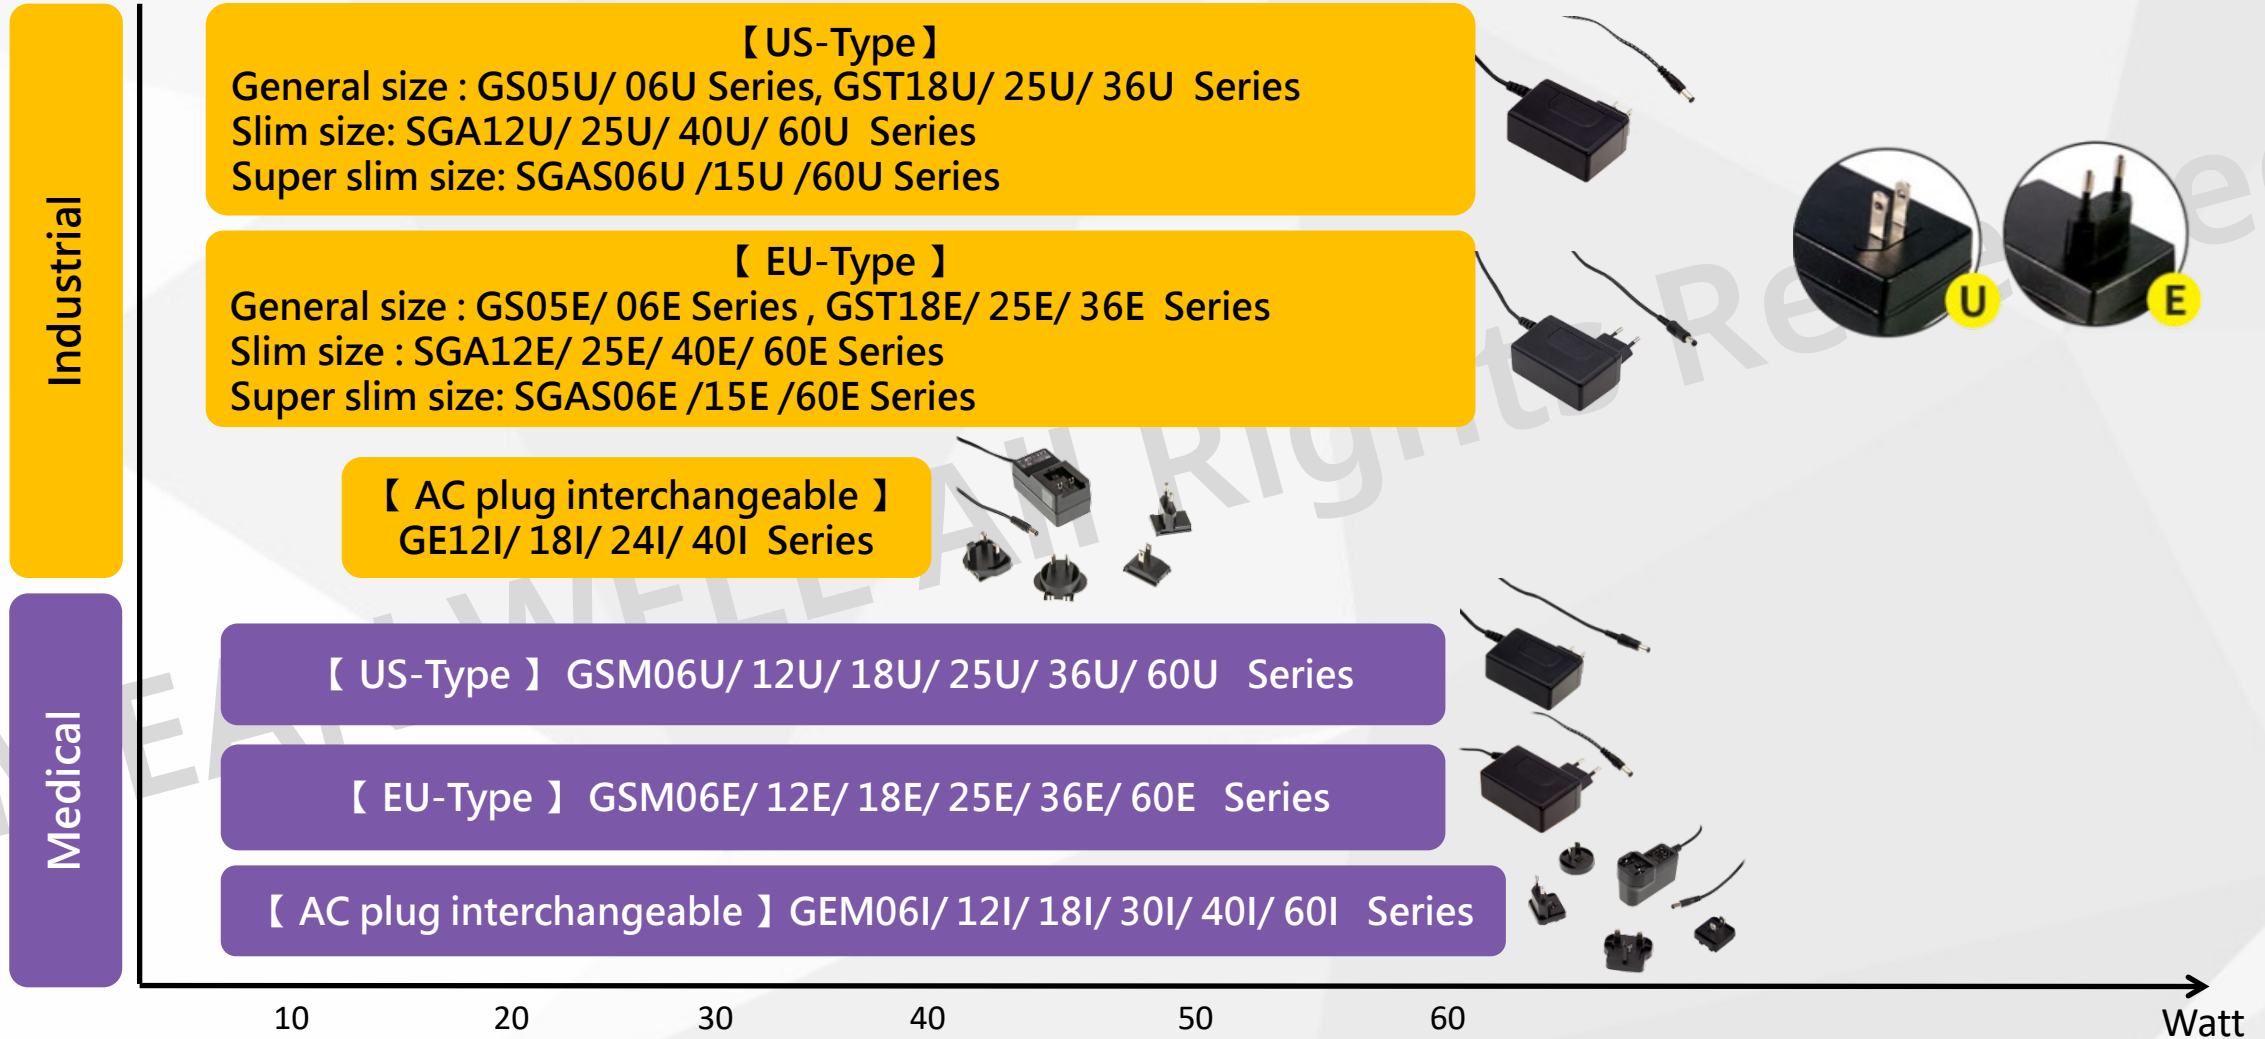 Industrial
【US-Type】
General size : GS05U/ 06U Series, GST18U/ 25U/ 36U Series
Slim size: SGA12U/ 25U/ 40U/ 60U Series
Super slim size: SGAS06U /15U /60U Series
【 EU-Type 】
General size : GS05E/ 06E Series , GST18E/ 25E/ 36E Series
Slim size : SGA12E/ 25E/ 40E/ 60E Series
Super slim size: SGAS06E /15E /60E Series
U
E
【 AC plug interchangeable 】
GE12I/ 18I/ 24I/ 40I Series
Medical
【 US-Type 】 GSM06U/ 12U/ 18U/ 25U/ 36U/ 60U Series
【 EU-Type 】 GSM06E/ 12E/ 18E/ 25E/ 36E/ 60E Series
【 AC plug interchangeable 】GEM06I/ 12I/ 18I/ 30I/ 40I/ 60I Series
10 20 30 40 50 60
Watt
All Rights